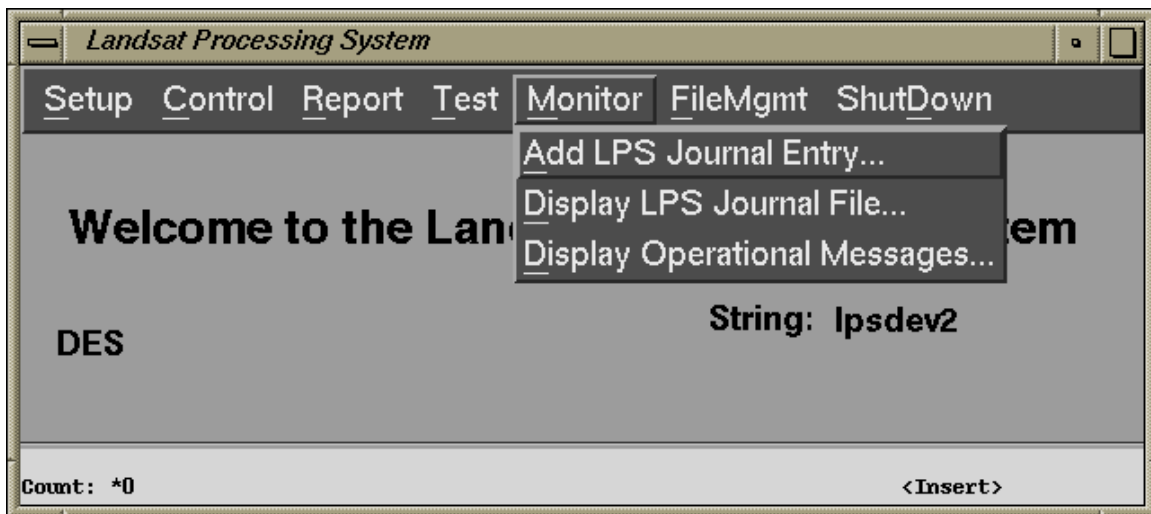 Landsat Processing System
Setup Control Report Test Monitor FileMgmt ShutDown
Add LPS Journal Entry...
Display LPS Journal File...
Welcome to the Lan em
Display Operational Messages...
String: lpsdev2
DES
Count: *0 <Insert>